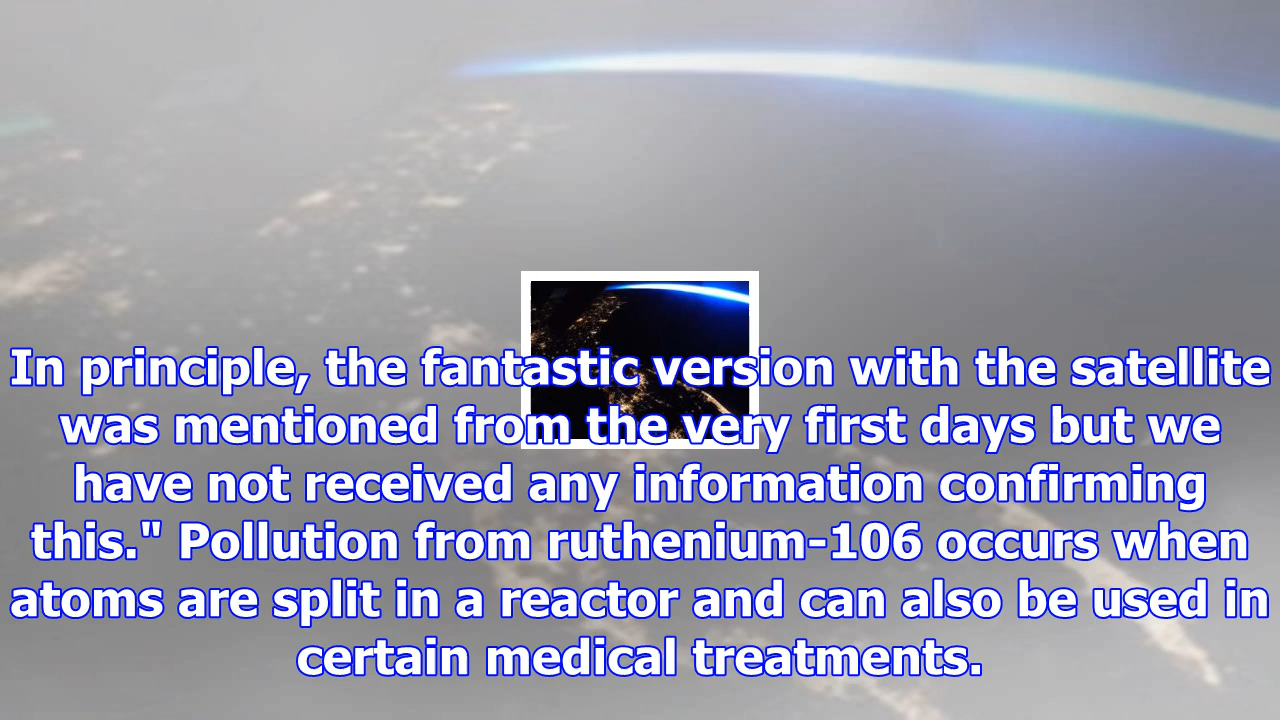 In principle, the fantastic version with the satellite
was mentioned from the very first days but we
have not received any information confirming
this." Pollution from ruthenium-106 occurs when
atoms are split in a reactor and can also be used in
certain medical treatments.